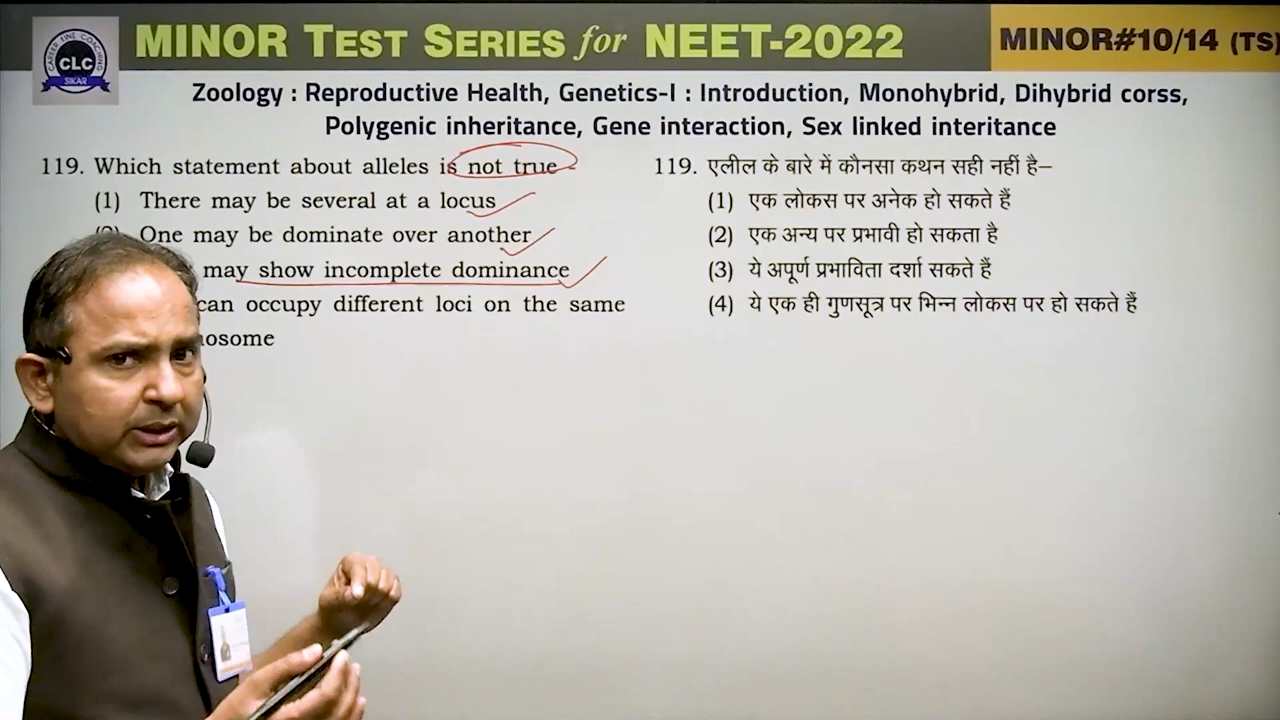 CAREER LINE COACHING
CLC
SIKAR
MINOR TEST SERIES for NEET-2022
MINOR#10/14 (TS)
Zoology : Reproductive Health, Genetics-I : Introduction, Monohybrid, Dihybrid corss,
Polygenic inheritance, Gene interaction, Sex linked interitance
119. Which statement about alleles is not true
(1) There may be several at a locus
(2) One may be dominate over another
may show incomplete dominance
can occupy different loci on the same
119. एलील के बारे में कौनसा कथन सही नहीं है–
(1) एक लोकस पर अनेक हो सकते हैं
(2) एक अन्य पर प्रभावी हो सकता है
(3) ये अपूर्ण प्रभाविता दर्शा सकते हैं
(4) ये एक ही गुणसूत्र पर भिन्न लोकस पर हो सकते हैं